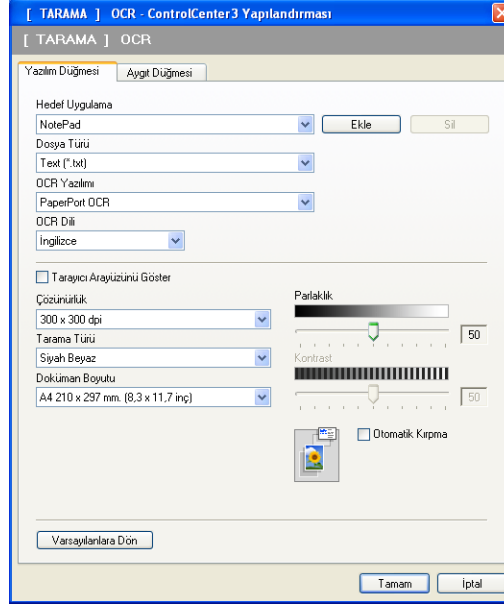 [ TARAMA ] OCR - ControlCenter3 Yapılandırması
[ TARAMA ] OCR
Yazılım Düğmesi Aygıt Düğmesi
Hedef Uygulama
NotePad Ekle Sil
Dosya Türü
Text (*.txt)
OCR Yazılımı
PaperPort OCR
OCR Dili
İngilizce
Tarayıcı Arayüzünü Göster
Çözünürlük Parlaklık
300 x 300 dpi 50
Tarama Türü
Siyah Beyaz Kontrast
Doküman Boyutu
A4 210 x 297 mm. (8,3 x 11,7 inç) 50
Otomatik Kırpma
Varsayılanlara Dön
Tamam İptal